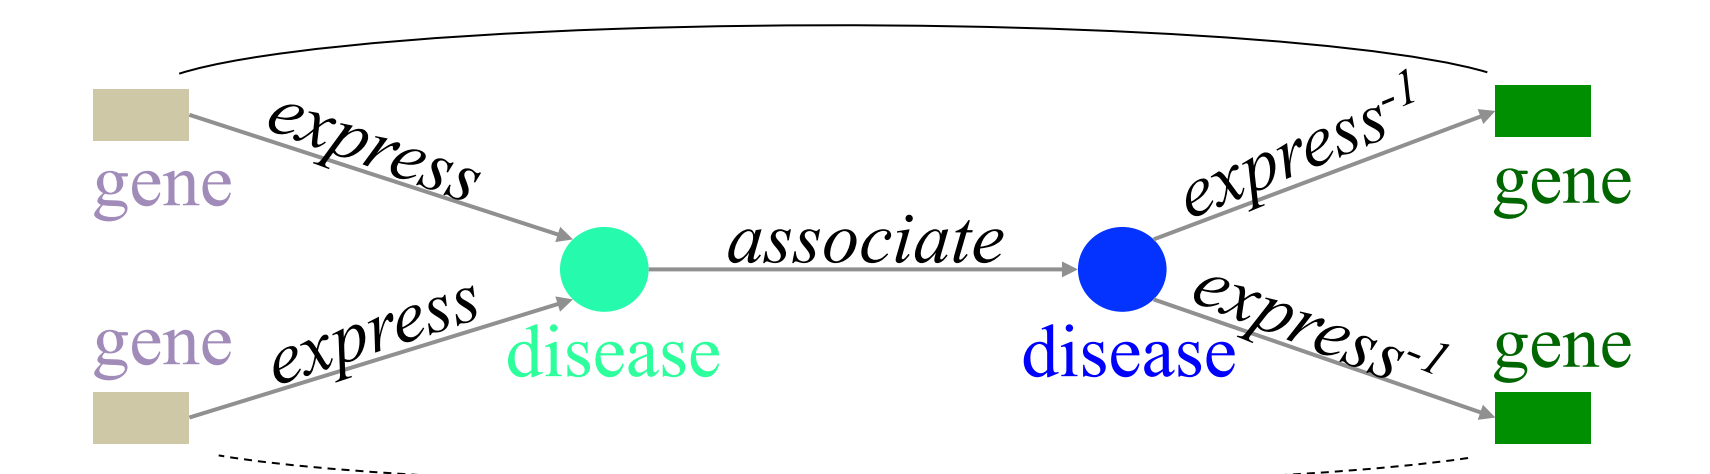 express
express⁻¹
gene
gene
associate
express
express⁻¹
gene
disease
disease
gene